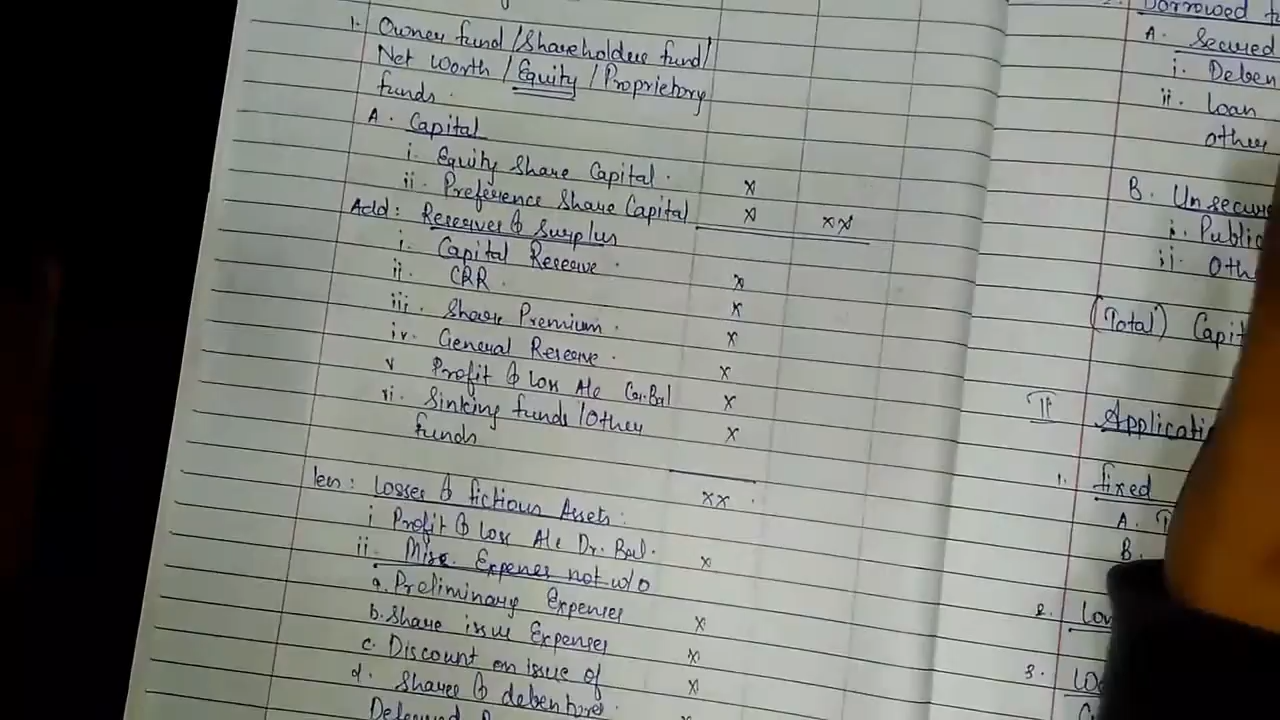 1. Owner fund / Shareholders fund /
Net worth / Equity / Proprietory
funds.
A. Capital
i. Equity Share Capital. x
ii. Preference Share Capital x xx
Add: Reserves & Surplus
i. Capital Reserve. x
ii. CRR. x
iii. Share Premium. x
iv. General Reserve. x
v Profit & Loss A/c Cr. Bal x
vi. Sinking funds / Other x
funds
xx
Less: Losses & fictious Assets:
i Profit & Loss A/c Dr. Bal. x
ii. Misc. Expenses not w/o
a. Preliminary Expenses x
b. Share issue Expenses x
c. Discount on issue of x
d. Shares & debentures.
Borrowed
A. Secured
i. Deben
ii. Loan
other
B. Unsecure
i. Public
ii. Oth
(Total) Capit
II Applicati
1. fixed
A.
B.
2.
3.